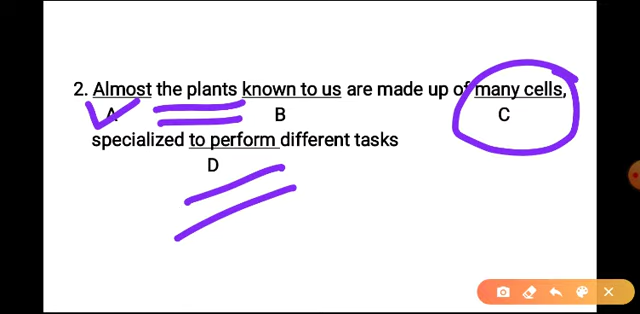 2. Almost the plants known to us are made up of many cells,
A B C
specialized to perform different tasks
D